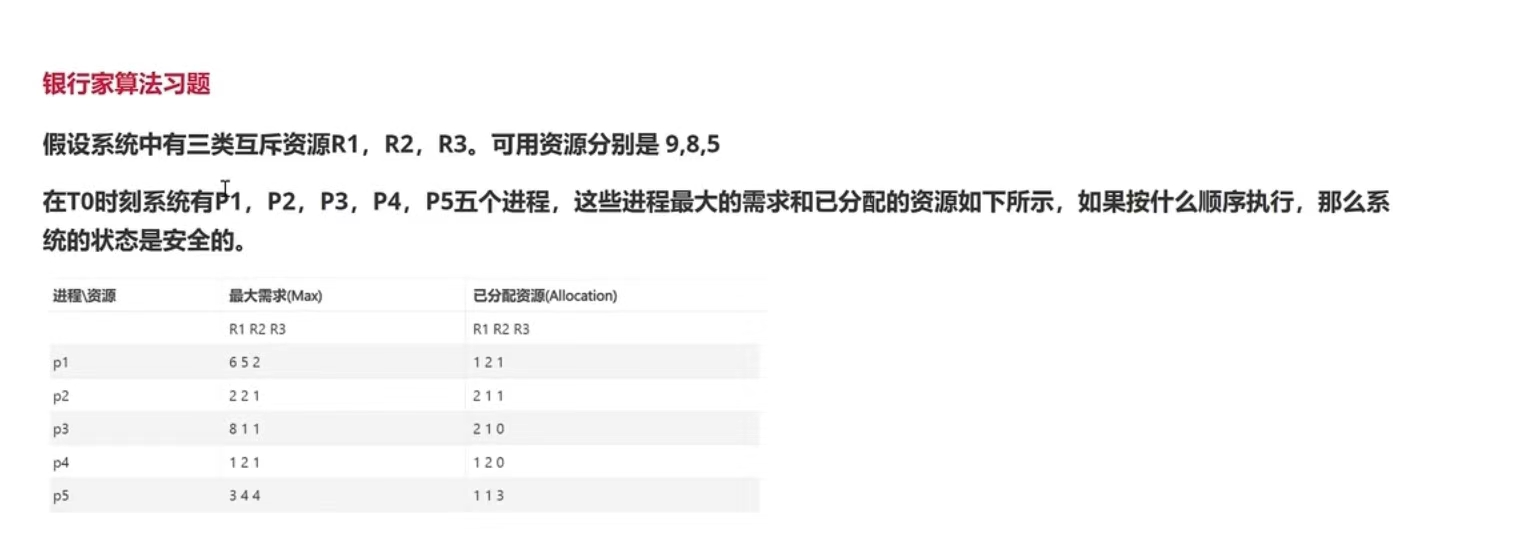 银行家算法习题
假设系统中有三类互斥资源R1，R2，R3。可用资源分别是 9,8,5
在T0时刻系统有P1，P2，P3，P4，P5五个进程，这些进程最大的需求和已分配的资源如下所示，如果按什么顺序执行，那么系
统的状态是安全的。
进程\资源 最大需求(Max) 已分配资源(Allocation)
R1 R2 R3 R1 R2 R3
p1 6 5 2 1 2 1
p2 2 2 1 2 1 1
p3 8 1 1 2 1 0
p4 1 2 1 1 2 0
p5 3 4 4 1 1 3